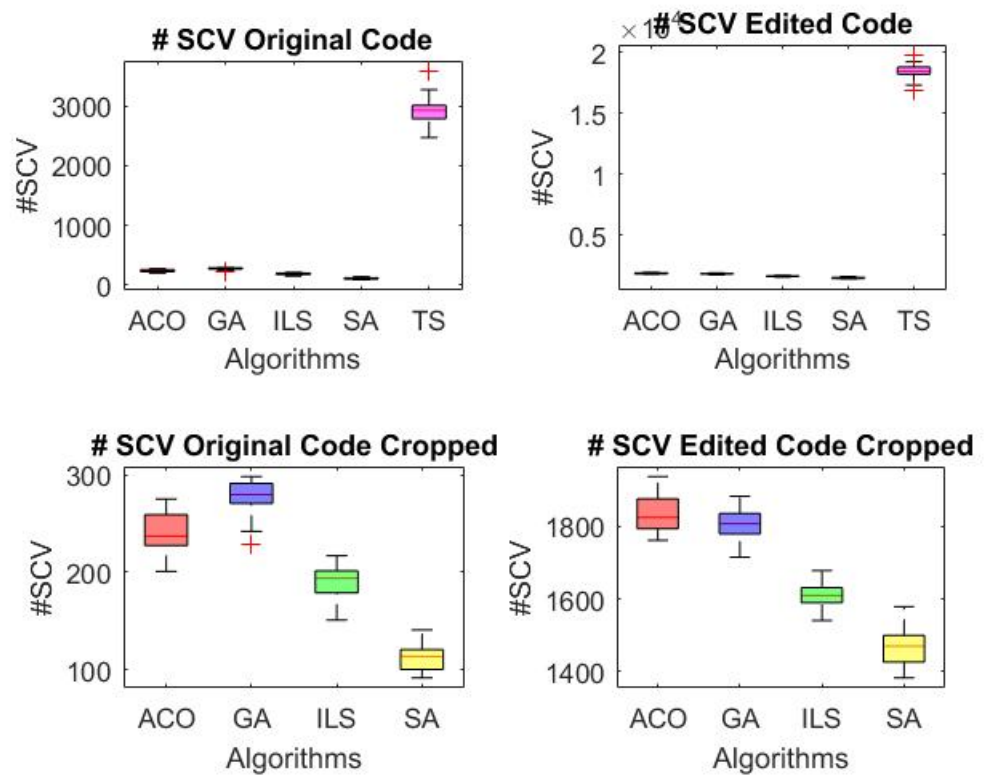 # SCV Original Code
3000
2000
1000
0
#SCV
ACO GA ILS SA TS
Algorithms
× 10^4
# SCV Edited Code
2
1.5
1
0.5
#SCV
ACO GA ILS SA TS
Algorithms
# SCV Original Code Cropped
300
200
100
#SCV
ACO GA ILS SA
Algorithms
# SCV Edited Code Cropped
1800
1600
1400
#SCV
ACO GA ILS SA
Algorithms